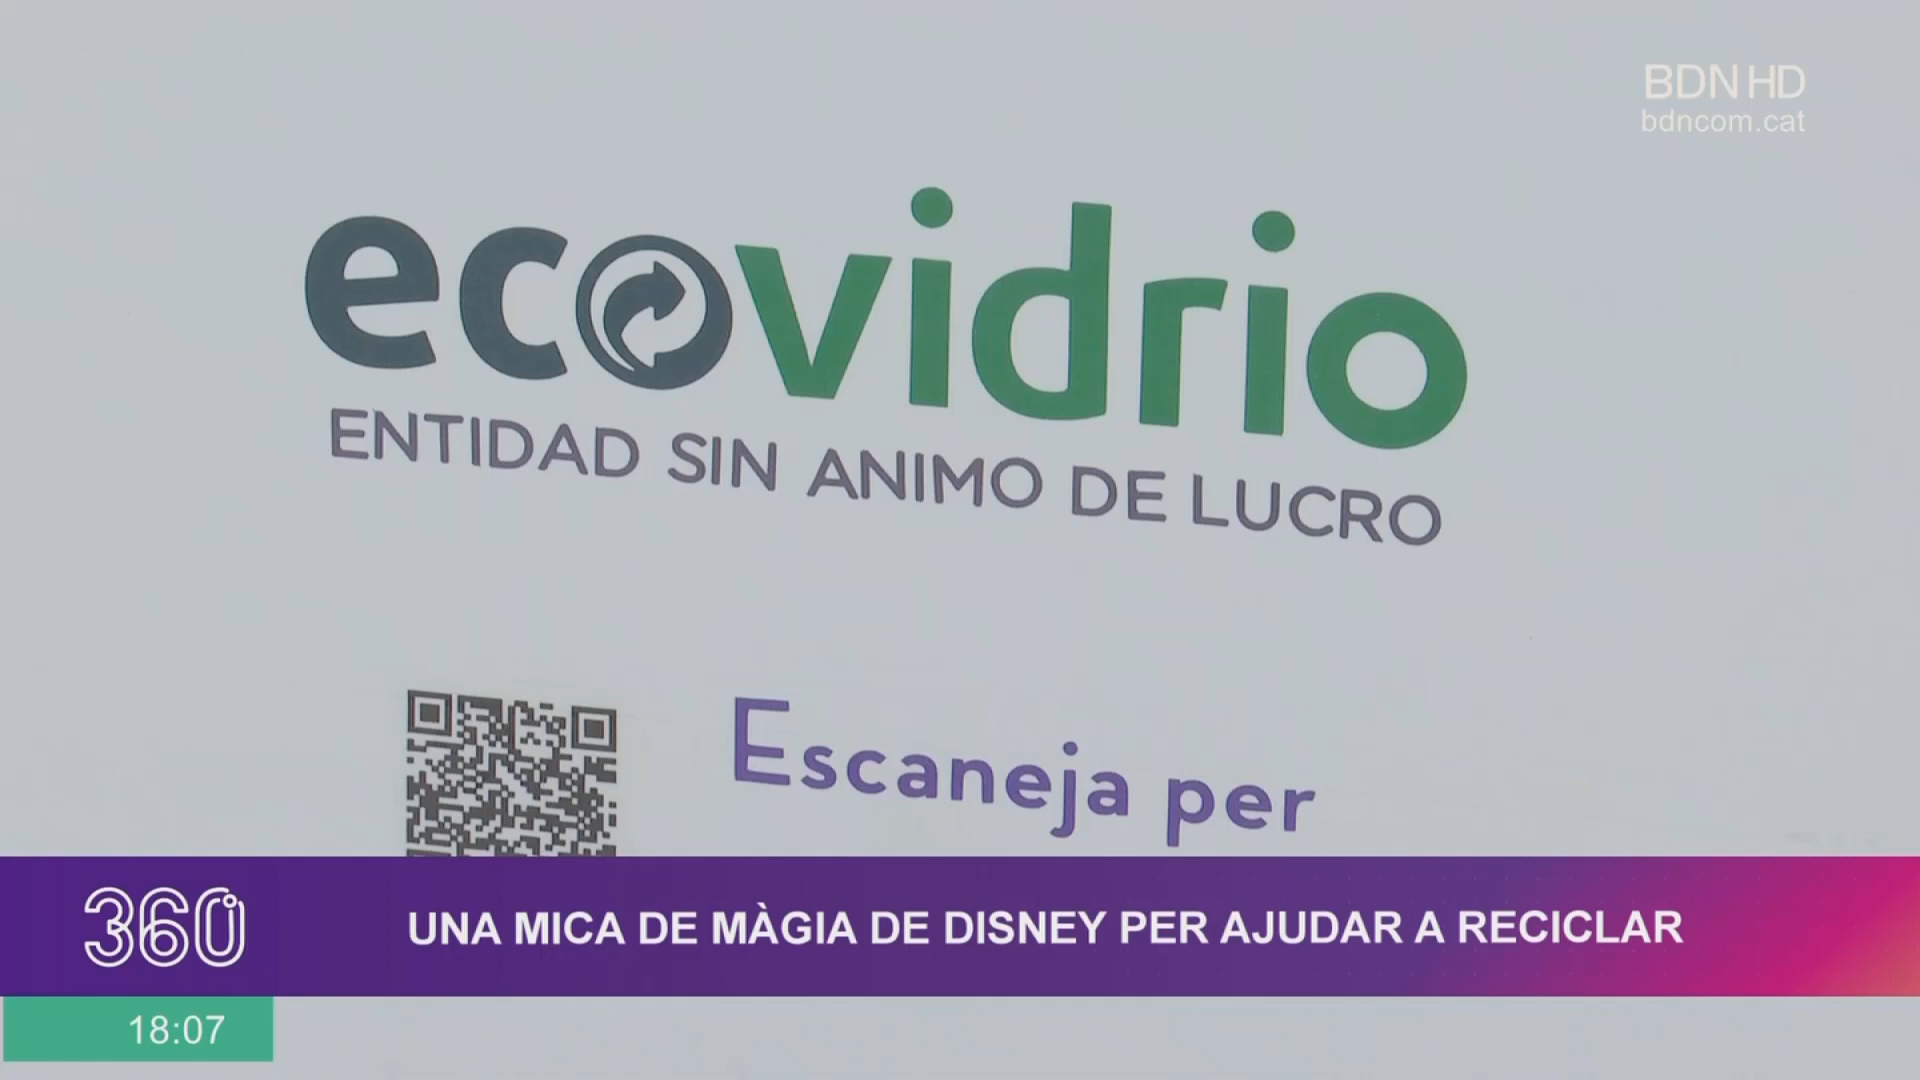 BDN HD
bdncom.cat
ecovidrio
ENTIDAD SIN ANIMO DE LUCRO
Escaneja per
360
UNA MICA DE MÀGIA DE DISNEY PER AJUDAR A RECICLAR
18:07